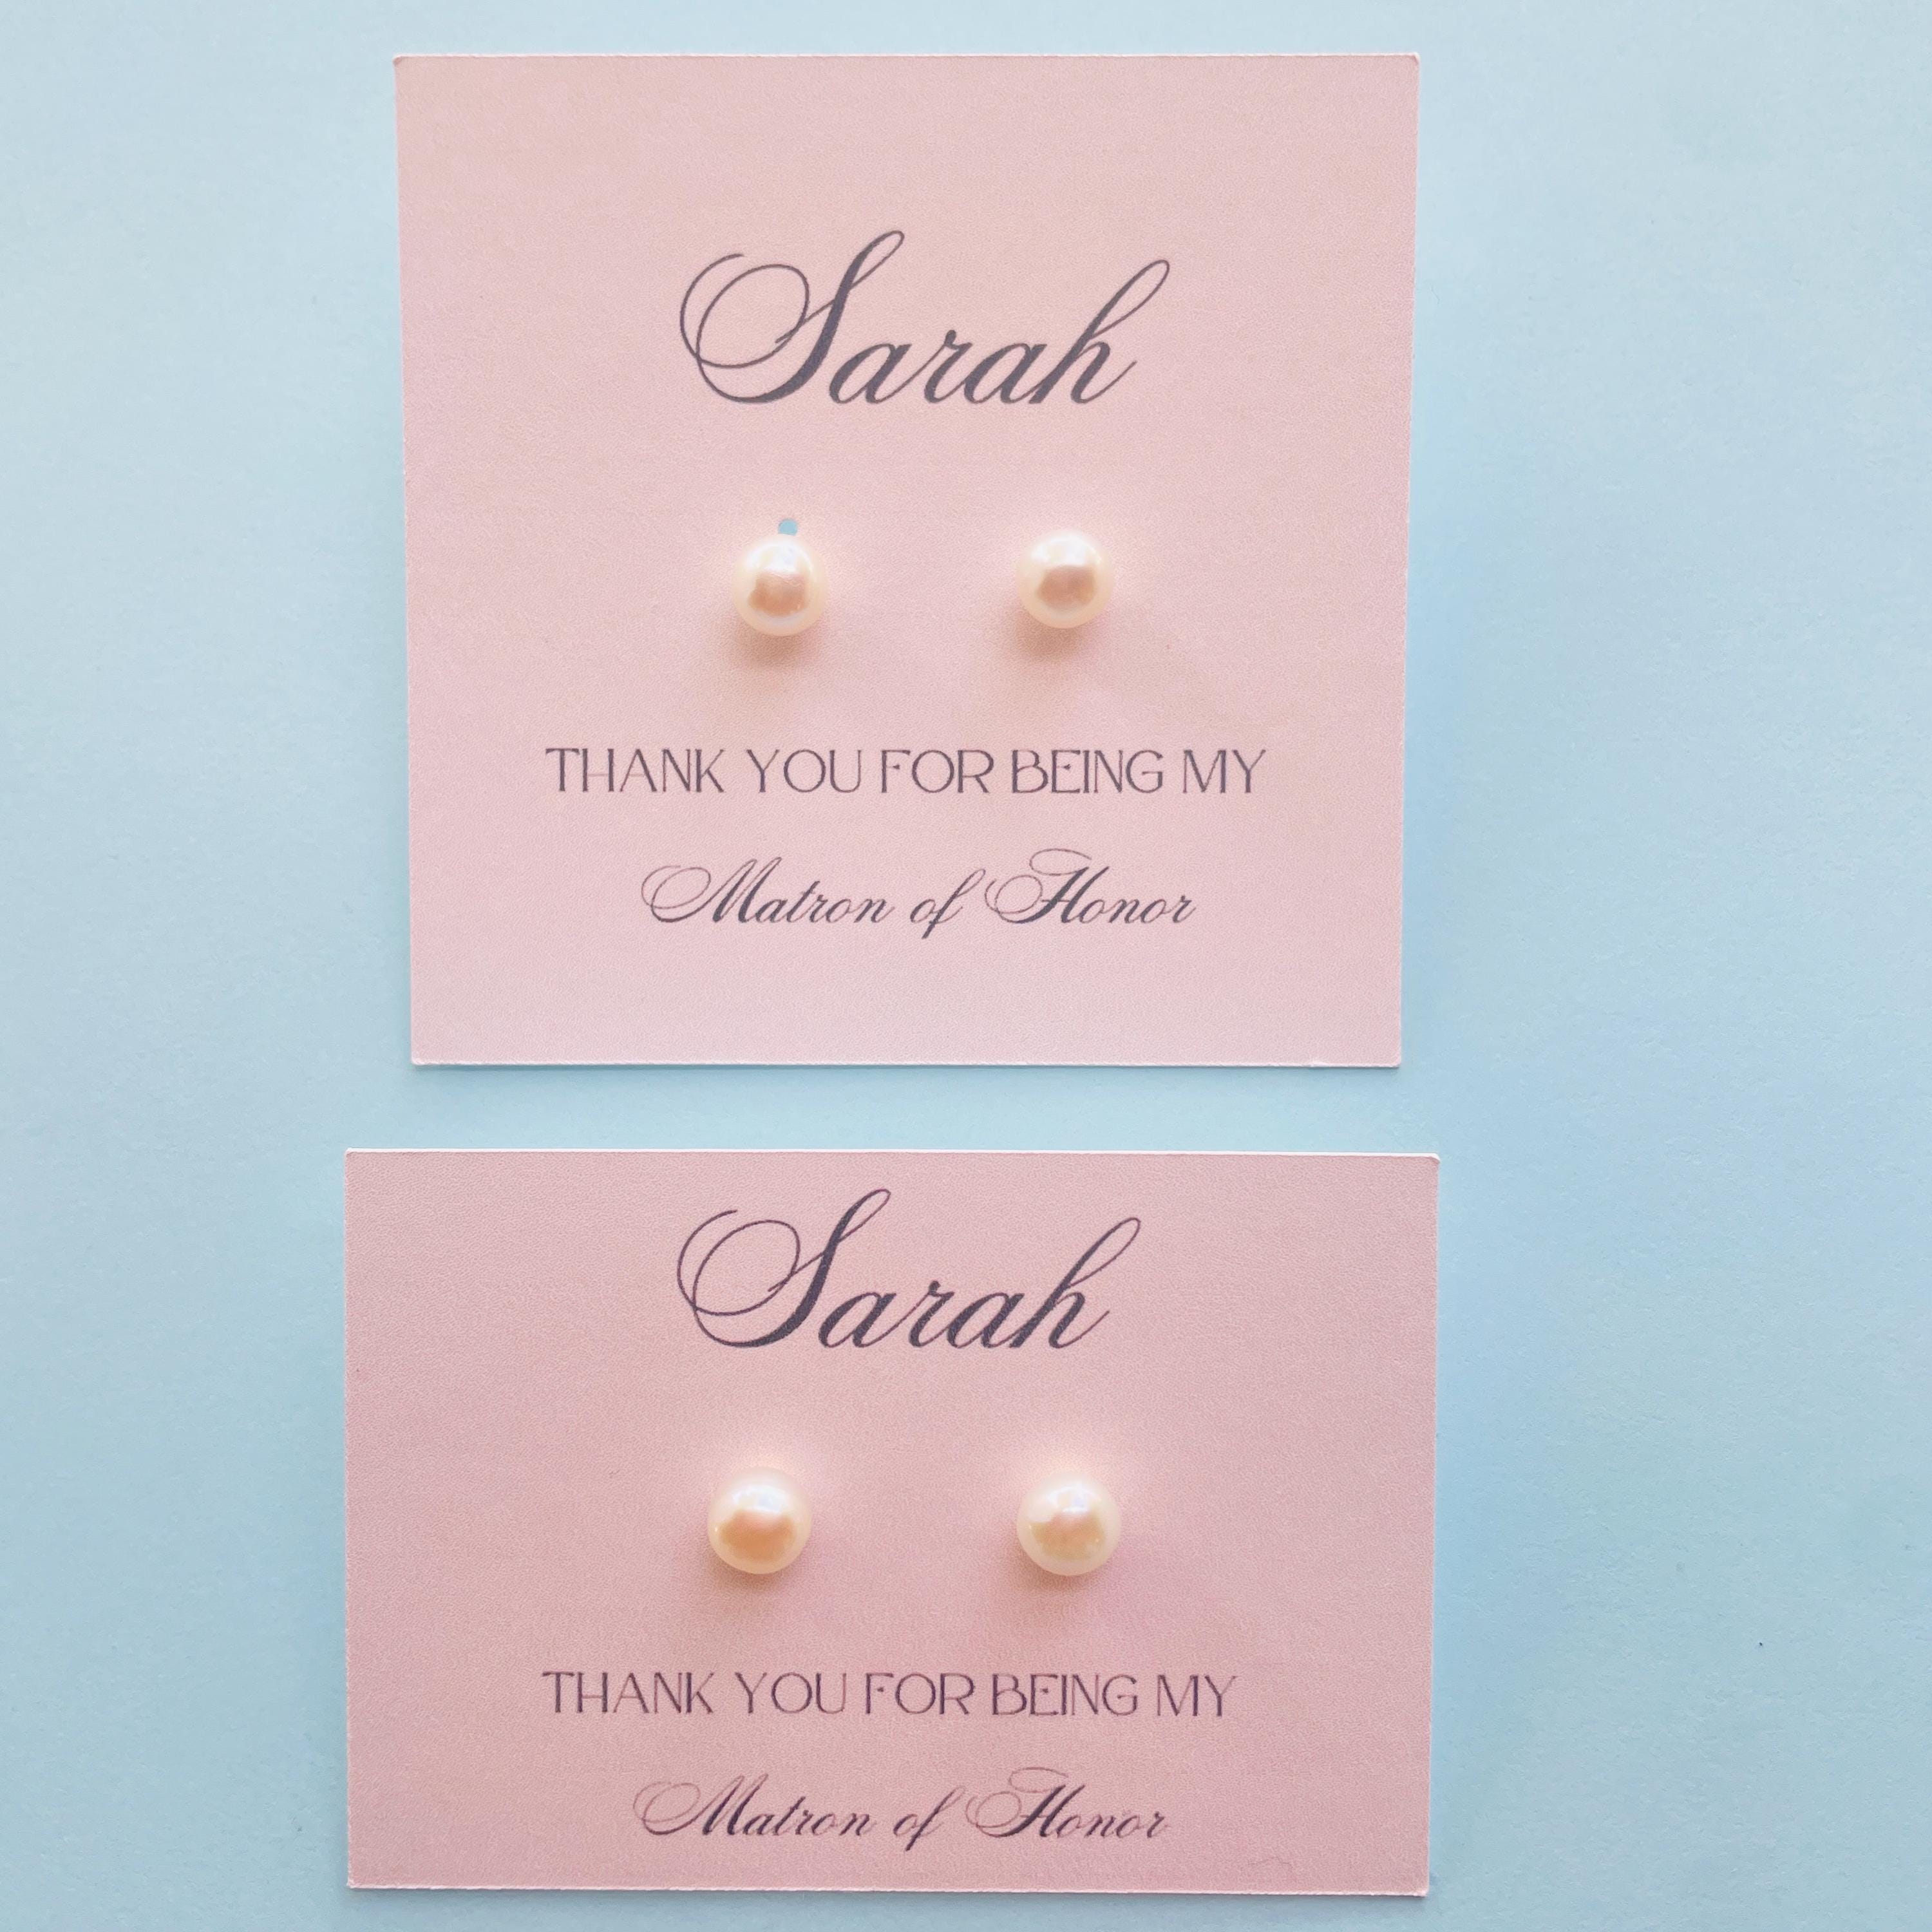 Sarah
THANK YOU FOR BEING MY
Matron of Honor
Sarah
THANK YOU FOR BEING MY
Matron of Honor